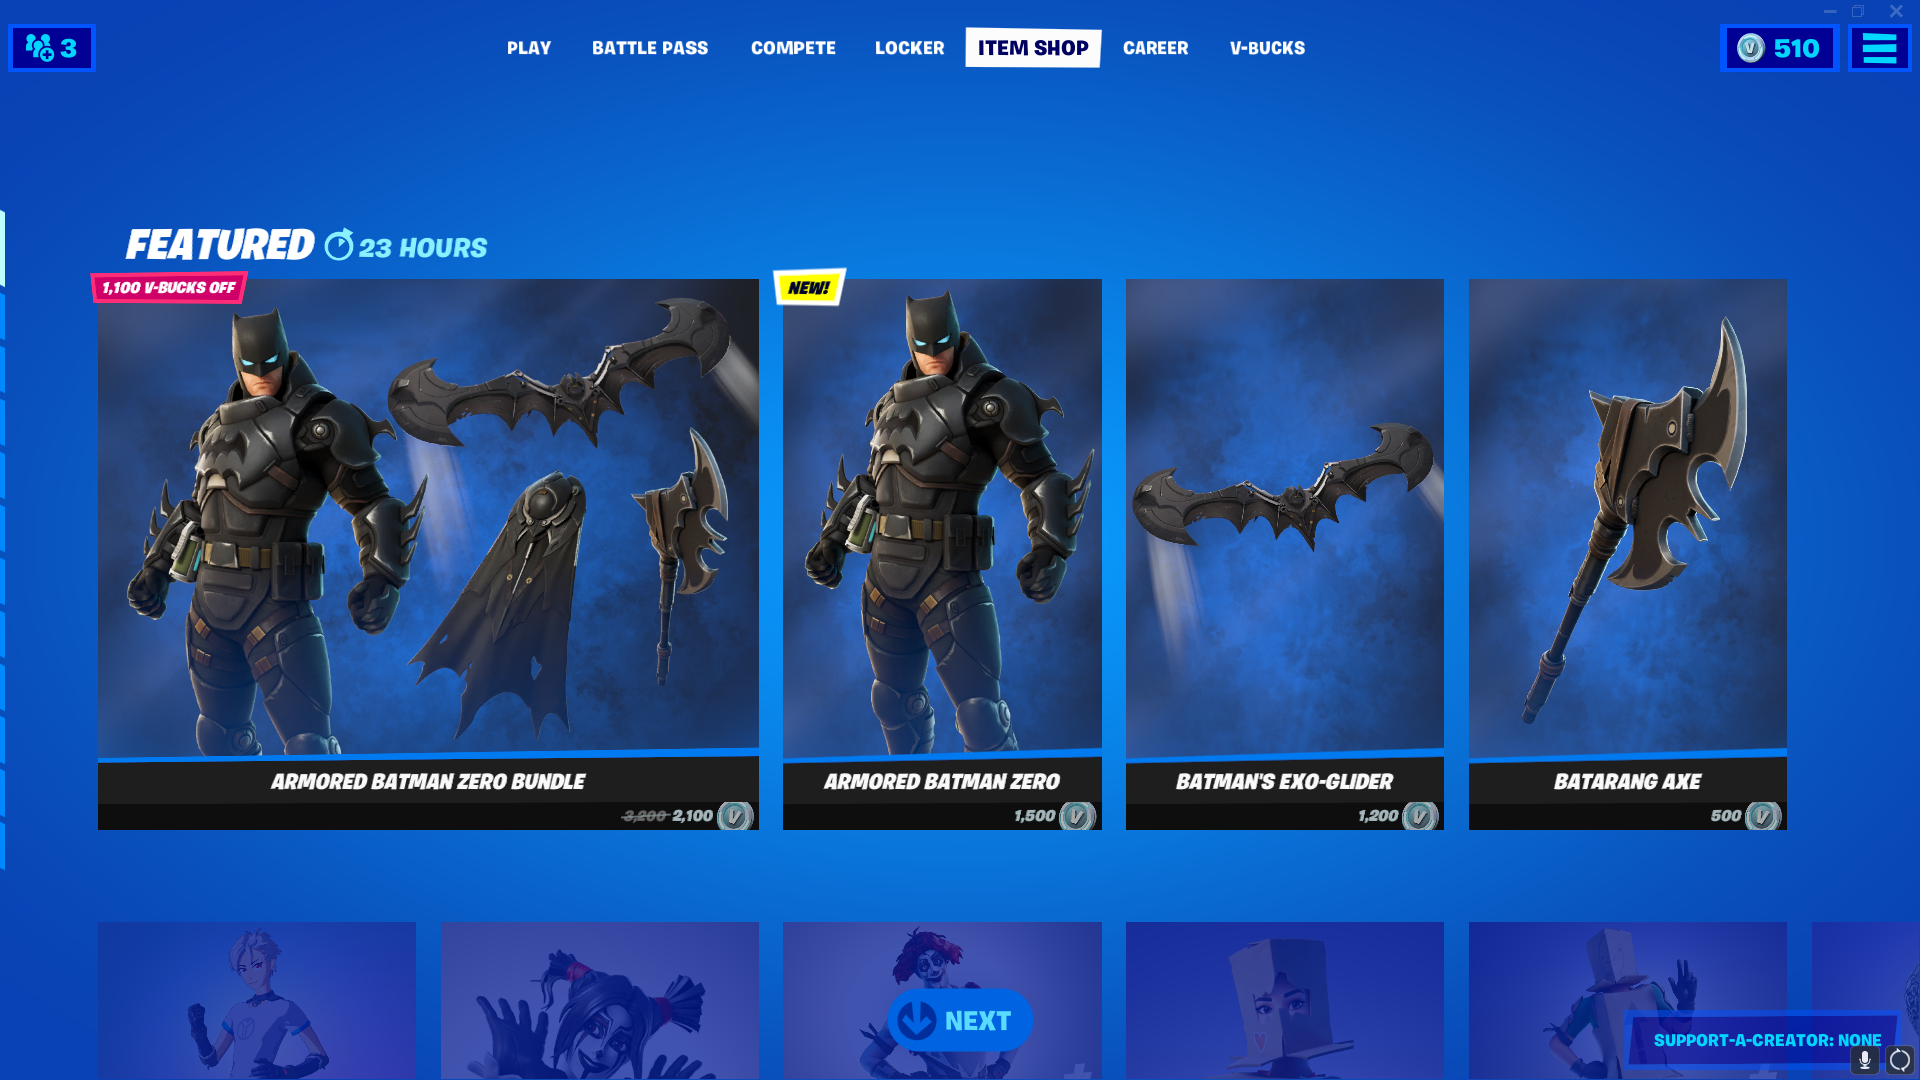 3
PLAY
BATTLE PASS
COMPETE
LOCKER
ITEM SHOP
CAREER
V-BUCKS
510
FEATURED 23 HOURS
1,100 V-BUCKS OFF
NEW!
ARMORED BATMAN ZERO BUNDLE
3,200 2,100
ARMORED BATMAN ZERO
1,500
BATMAN'S EXO-GLIDER
1,200
BATARANG AXE
500
NEXT
SUPPORT-A-CREATOR: NONE